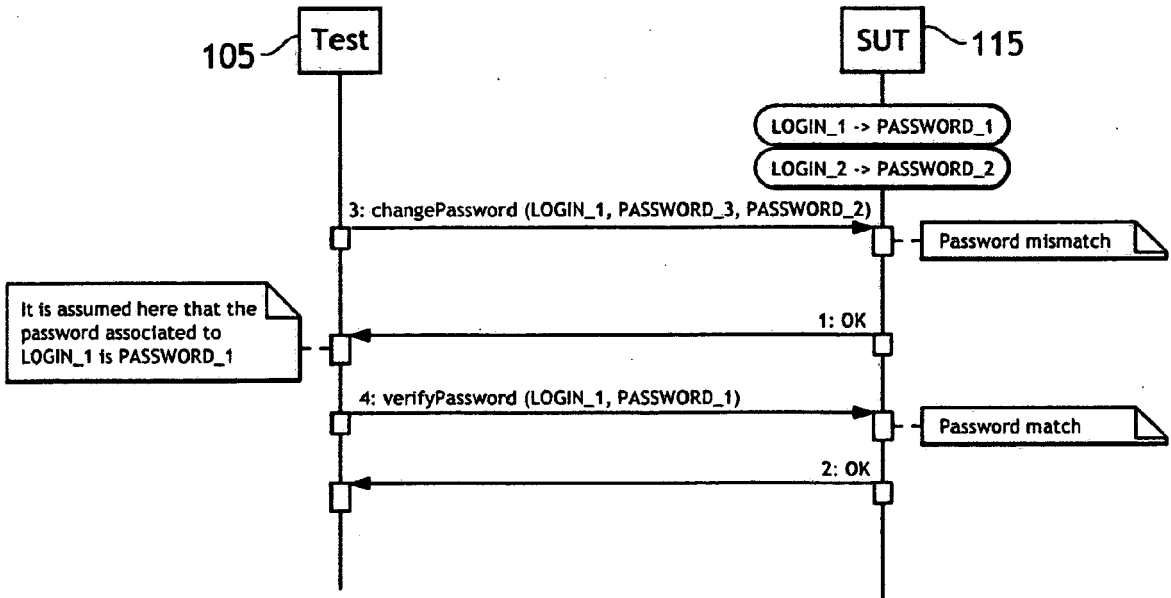 105
Test
SUT
115
LOGIN_1 -> PASSWORD_1
LOGIN_2 -> PASSWORD_2
3: changePassword (LOGIN_1, PASSWORD_3, PASSWORD_2)
Password mismatch
It is assumed here that the
password associated to
LOGIN_1 is PASSWORD_1
1: OK
4: verifyPassword (LOGIN_1, PASSWORD_1)
Password match
2: OK